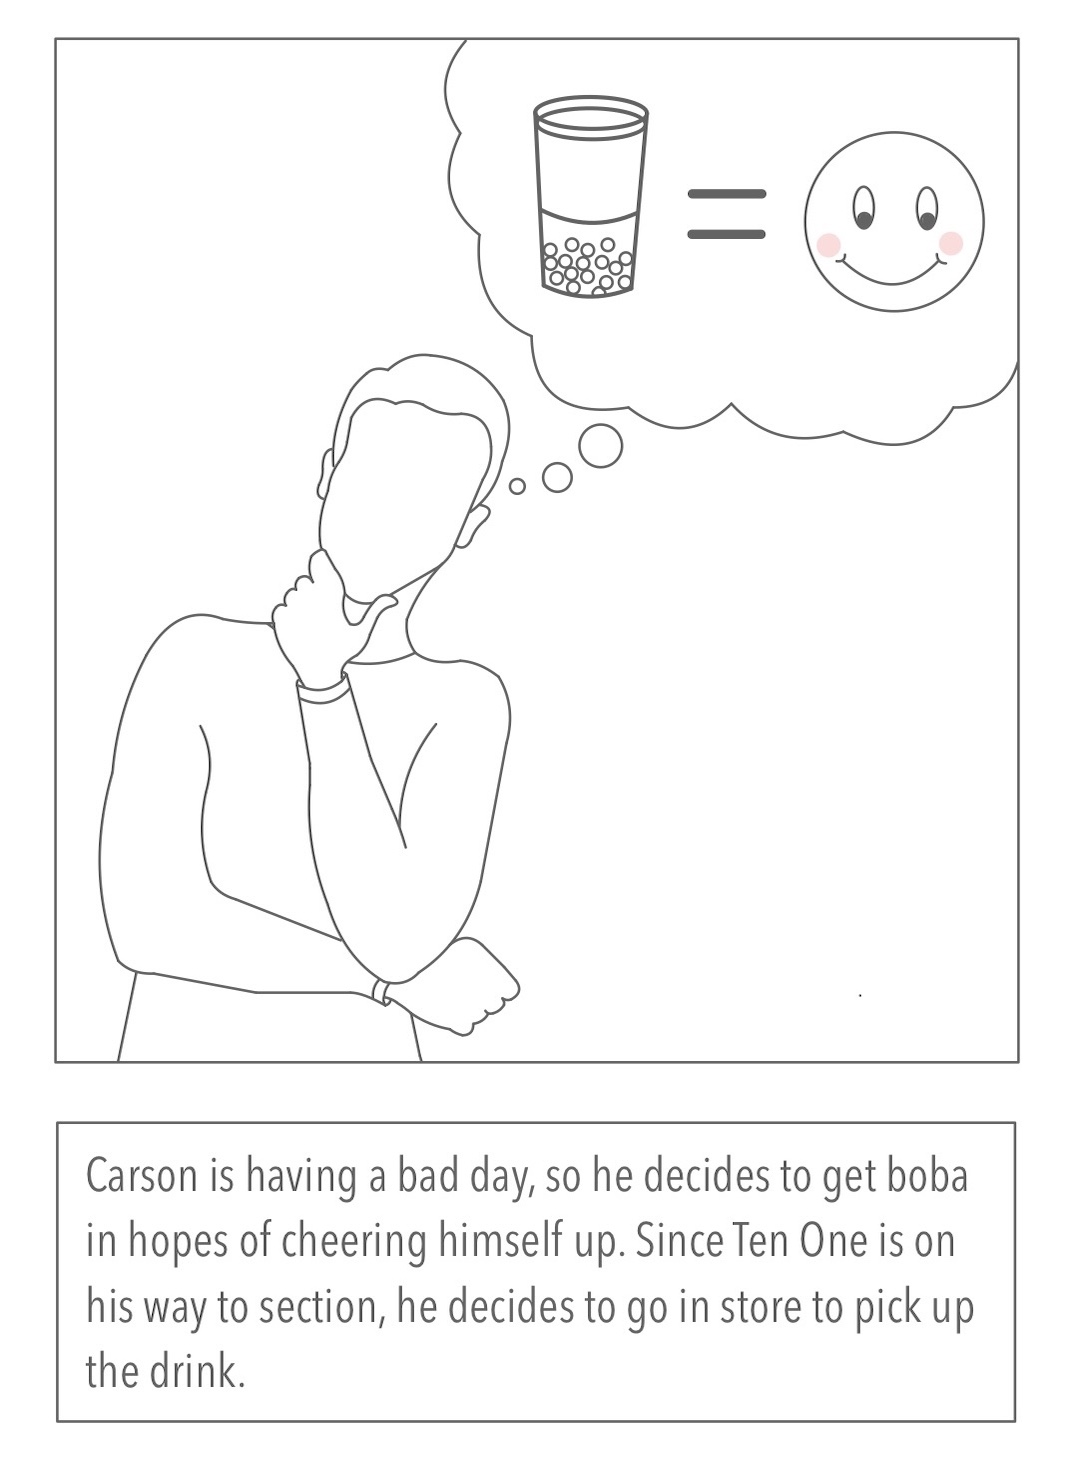 Carson is having a bad day, so he decides to get boba
in hopes of cheering himself up. Since Ten One is on
his way to section, he decides to go in store to pick up
the drink.